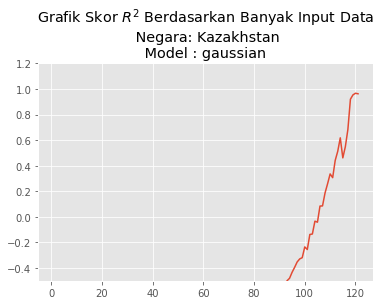 Grafik Skor R² Berdasarkan Banyak Input Data
Negara: Kazakhstan
Model : gaussian
1.2
1.0
0.8
0.6
0.4
0.2
0.0
−0.2
−0.4
0 20 40 60 80 100 120